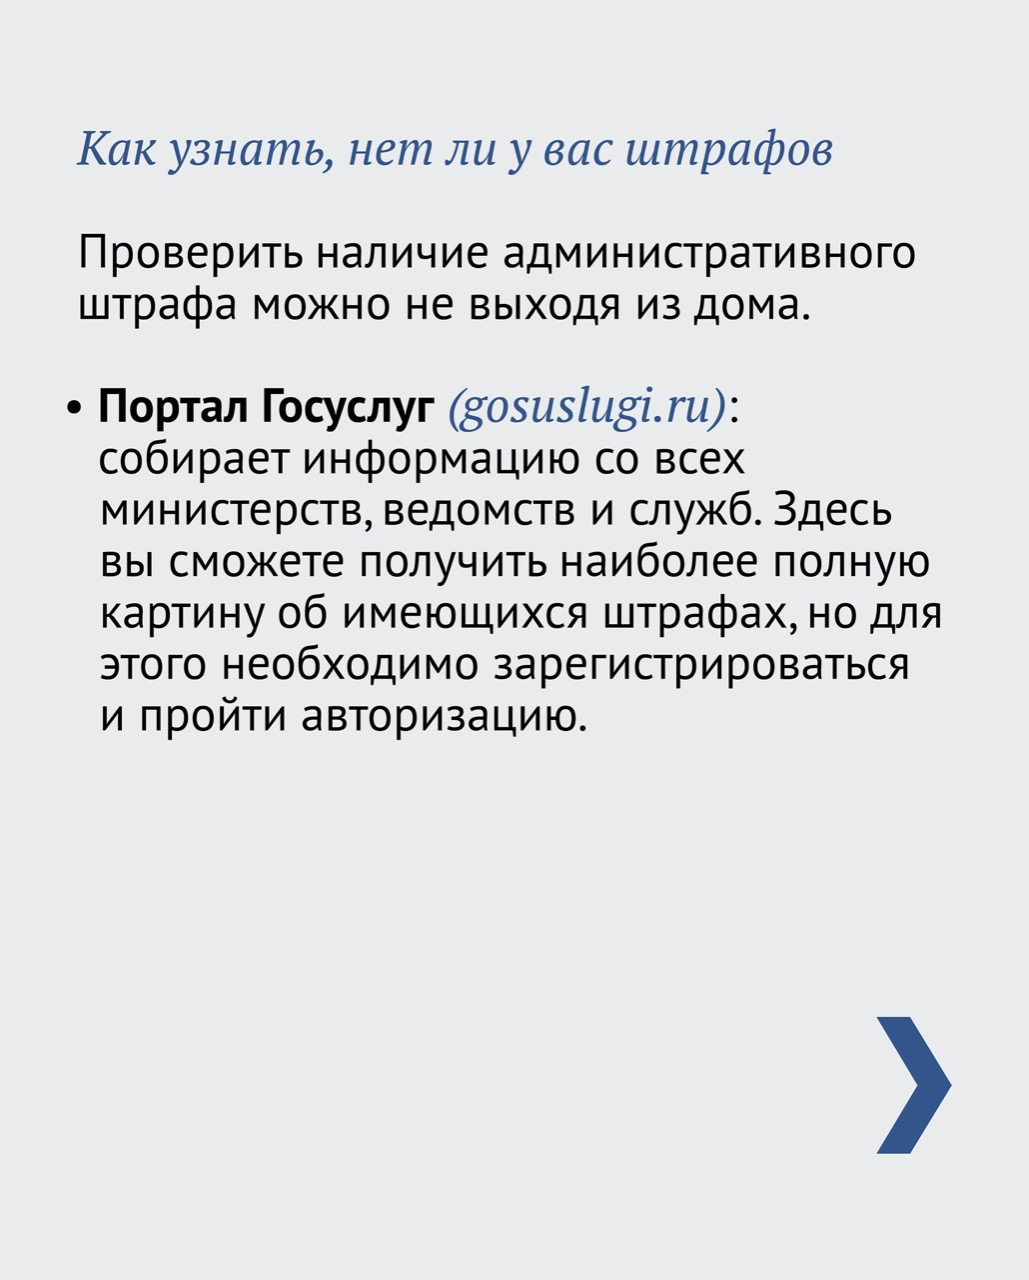 Как узнать, нет ли у вас штрафов
Проверить наличие административного
штрафа можно не выходя из дома.
• Портал Госуслуг (gosuslugi.ru):
собирает информацию со всех
министерств, ведомств и служб. Здесь
вы сможете получить наиболее полную
картину об имеющихся штрафах, но для
этого необходимо зарегистрироваться
и пройти авторизацию.